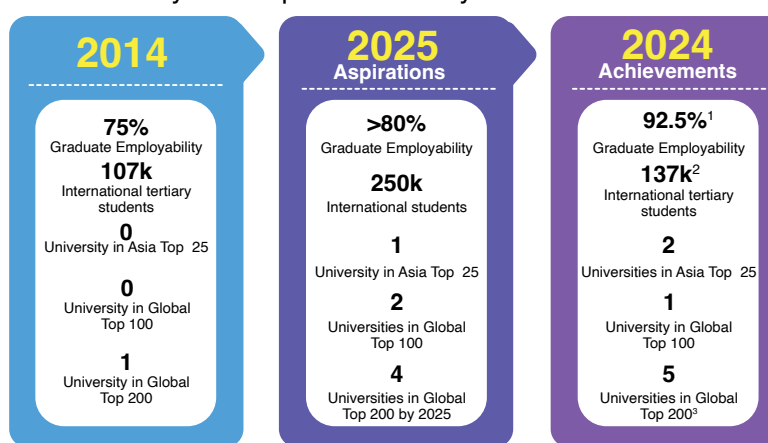 2014
75%
Graduate Employability
107k
International tertiary
students
0
University in Asia Top 25
0
University in Global
Top 100
1
University in Global
Top 200
2025
Aspirations
>80%
Graduate Employability
250k
International students
1
University in Asia Top 25
2
Universities in Global
Top 100
4
Universities in Global
Top 200 by 2025
2024
Achievements
92.5%¹
Graduate Employability
137k²
International tertiary
students
2
Universities in Asia Top 25
1
University in Global
Top 100
5
Universities in Global
Top 200³